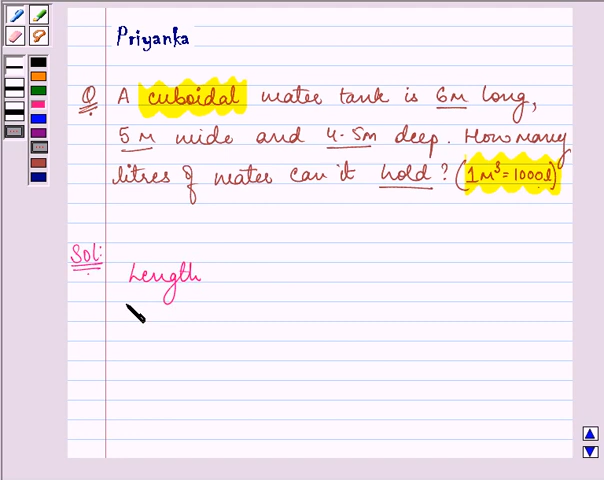 Priyanka
Q A cuboidal water tank is 6m long,
5m wide and 4.5m deep. How many
litres of water can it hold? (1m³=1000l)
Sol:
Length